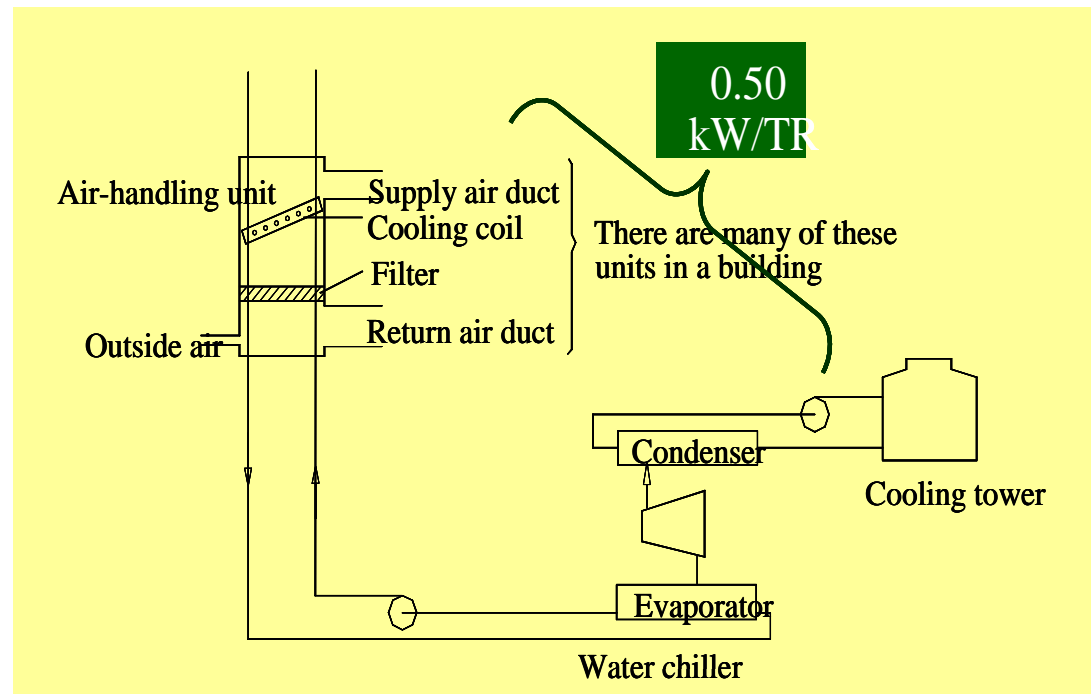 0.50
kW/TR
Air-handling unit
Supply air duct
Cooling coil
Filter
Return air duct
Outside air
There are many of these
units in a building
Condenser
Cooling tower
Evaporator
Water chiller